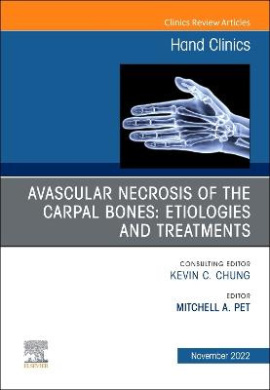 Clinics Review Articles
Hand Clinics
AVASCULAR NECROSIS OF THE
CARPAL BONES: ETIOLOGIES
AND TREATMENTS
CONSULTING EDITOR
KEVIN C. CHUNG
EDITOR
MITCHELL A. PET
ELSEVIER
November 2022